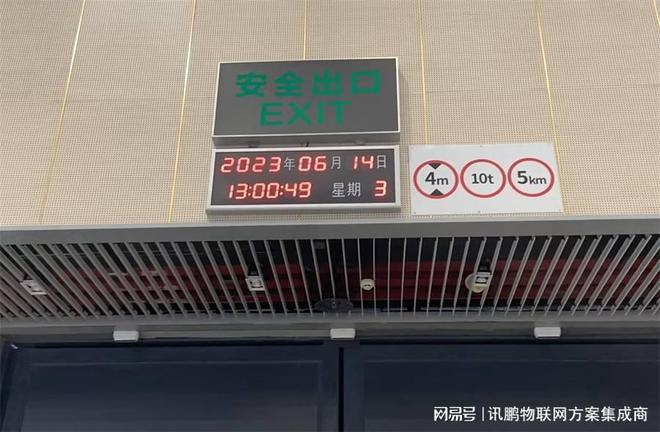 安全出口
EXIT
2023年06月14日
13:00:49 星期 3
4m 10t 5km
网易号 | 讯鹏物联网方案集成商